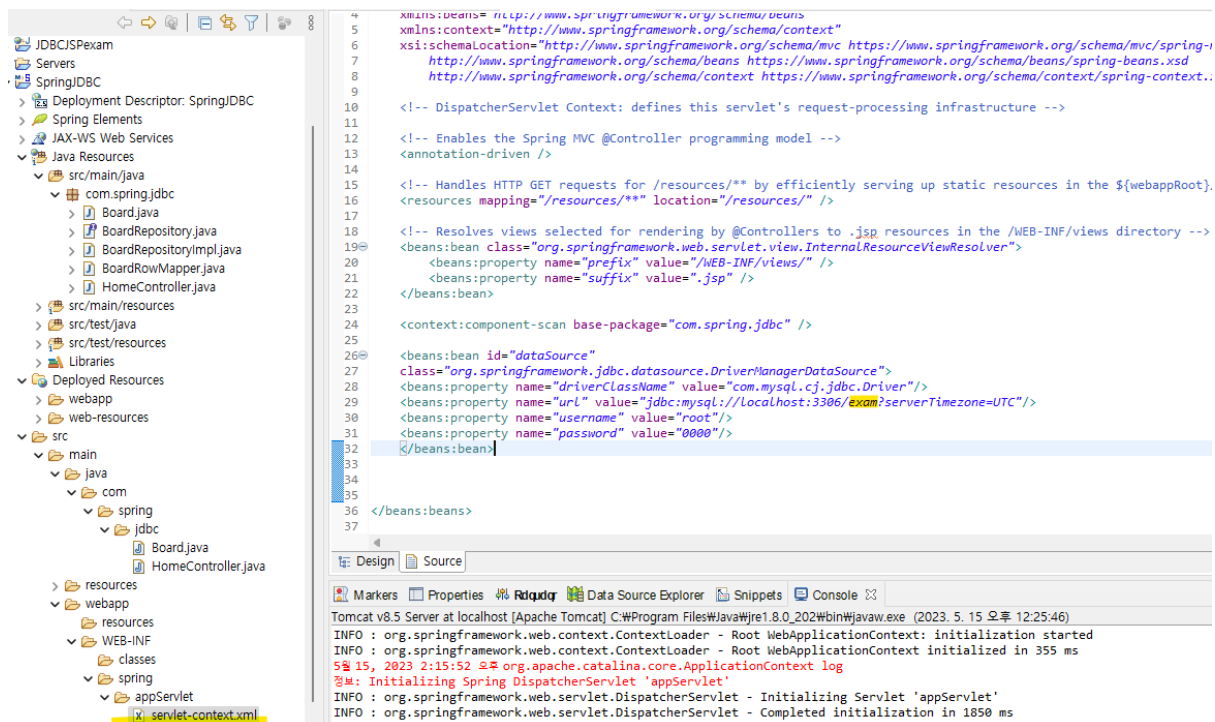 JDBCJSPexam
Servers
SpringJDBC
Deployment Descriptor: SpringJDBC
Spring Elements
JAX-WS Web Services
Java Resources
src/main/java
com.spring.jdbc
Board.java
BoardRepository.java
BoardRepositoryImpl.java
BoardRowMapper.java
HomeController.java
src/main/resources
src/test/java
src/test/resources
Libraries
Deployed Resources
webapp
web-resources
src
main
java
com
spring
jdbc
Board.java
HomeController.java
resources
webapp
resources
WEB-INF
classes
spring
appServlet
servlet-context.xml
4 xmlns:beans="http://www.springframework.org/schema/beans"
5 xmlns:context="http://www.springframework.org/schema/context"
6 xsi:schemaLocation="http://www.springframework.org/schema/mvc https://www.springframework.org/schema/mvc/spring-
7 http://www.springframework.org/schema/beans https://www.springframework.org/schema/beans/spring-beans.xsd
8 http://www.springframework.org/schema/context https://www.springframework.org/schema/context/spring-context.
9
10 <!-- DispatcherServlet Context: defines this servlet's request-processing infrastructure -->
11
12 <!-- Enables the Spring MVC @Controller programming model -->
13 <annotation-driven />
14
15 <!-- Handles HTTP GET requests for /resources/** by efficiently serving up static resources in the ${webappRoot}
16 <resources mapping="/resources/**" location="/resources/" />
17
18 <!-- Resolves views selected for rendering by @Controllers to .jsp resources in the /WEB-INF/views directory -->
19 <beans:bean class="org.springframework.web.servlet.view.InternalResourceViewResolver">
20 <beans:property name="prefix" value="/WEB-INF/views/" />
21 <beans:property name="suffix" value=".jsp" />
22 </beans:bean>
23
24 <context:component-scan base-package="com.spring.jdbc" />
25
26 <beans:bean id="dataSource"
27 class="org.springframework.jdbc.datasource.DriverManagerDataSource">
28 <beans:property name="driverClassName" value="com.mysql.cj.jdbc.Driver"/>
29 <beans:property name="url" value="jdbc:mysql://localhost:3306/exam?serverTimezone=UTC"/>
30 <beans:property name="username" value="root"/>
31 <beans:property name="password" value="0000"/>
32 </beans:bean>
33
34
35
36 </beans:beans>
37
Design Source
Markers Properties Data Source Explorer Snippets Console
Tomcat v8.5 Server at localhost [Apache Tomcat] C:₩Program Files₩Java₩jre1.8.0_202₩bin₩javaw.exe (2023. 5. 15 오후 12:25:46)
INFO : org.springframework.web.context.ContextLoader - Root WebApplicationContext: initialization started
INFO : org.springframework.web.context.ContextLoader - Root WebApplicationContext initialized in 355 ms
5월 15, 2023 2:15:52 오후 org.apache.catalina.core.ApplicationContext log
정보: Initializing Spring DispatcherServlet 'appServlet'
INFO : org.springframework.web.servlet.DispatcherServlet - Initializing Servlet 'appServlet'
INFO : org.springframework.web.servlet.DispatcherServlet - Completed initialization in 1850 ms